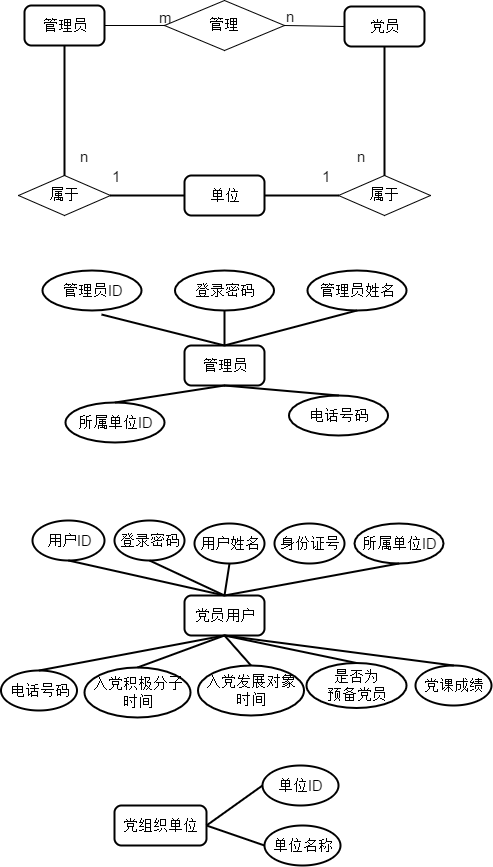 管理员
m
管理
n
党员
n
n
属于
1
单位
1
属于
管理员ID
登录密码
管理员姓名
管理员
所属单位ID
电话号码
用户ID
登录密码
用户姓名
身份证号
所属单位ID
党员用户
电话号码
入党积极分子
时间
入党发展对象
时间
是否为
预备党员
党课成绩
单位ID
党组织单位
单位名称